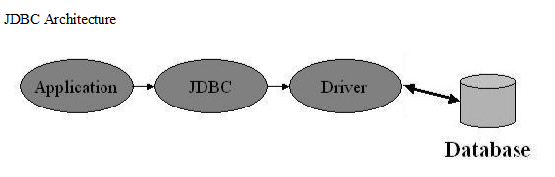 JDBC Architecture
Application
JDBC
Driver
Database